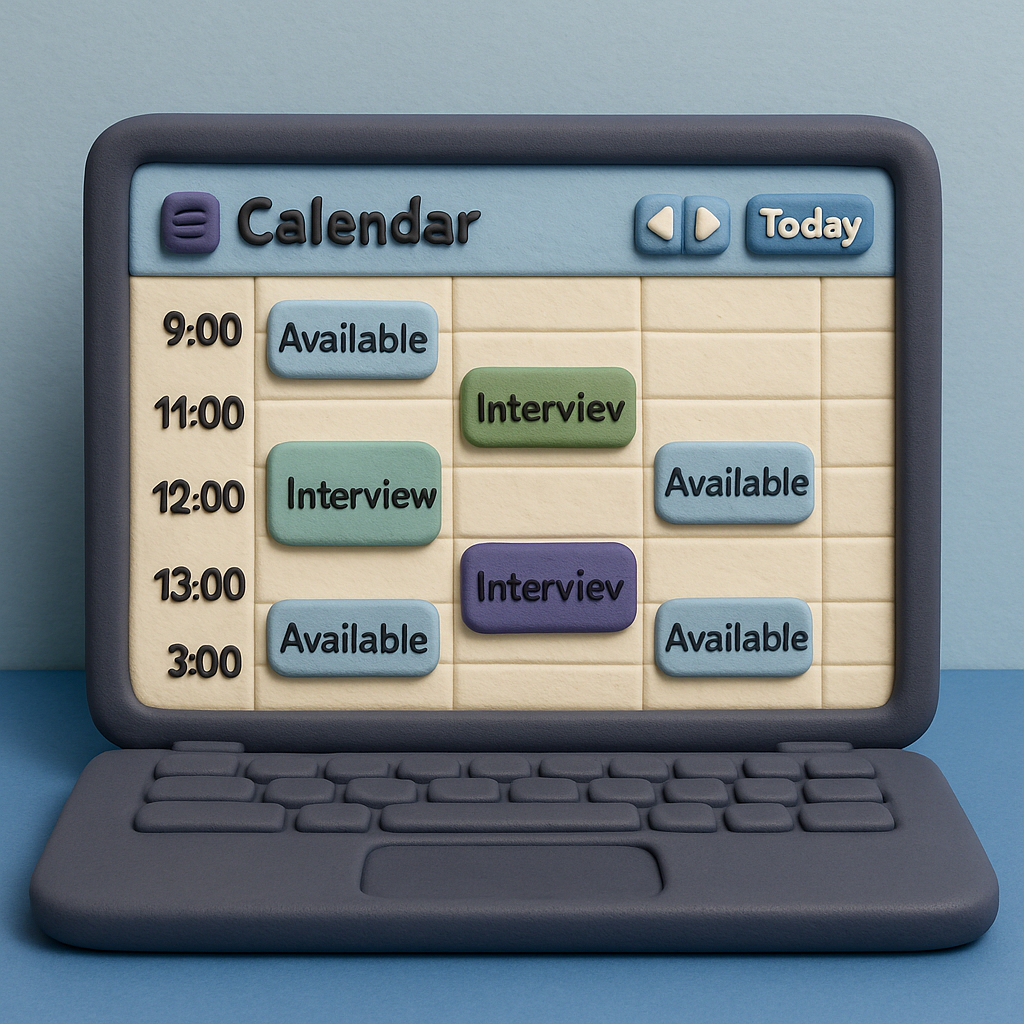 Calendar
Today
9:00
Available
11:00
Interviev
12:00
Interview
Available
13:00
Interviev
3:00
Available
Available